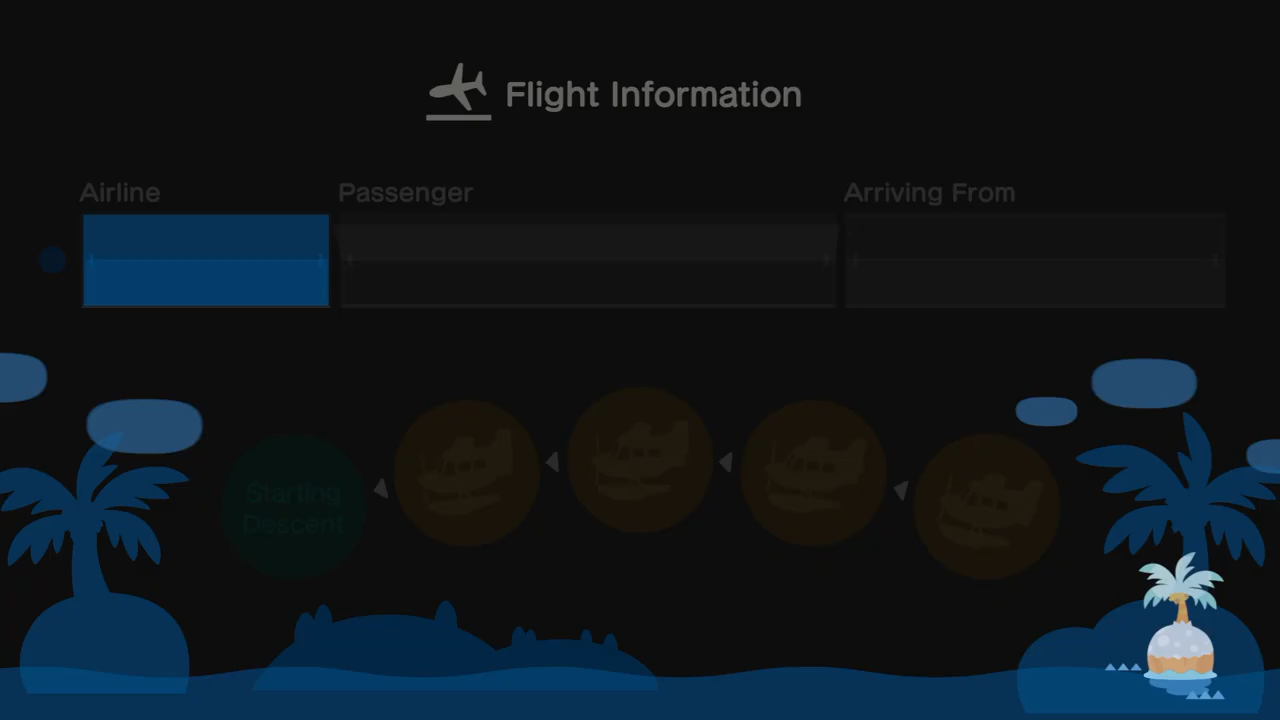 Flight Information
Airline
Passenger
Arriving From
Starting
Descent